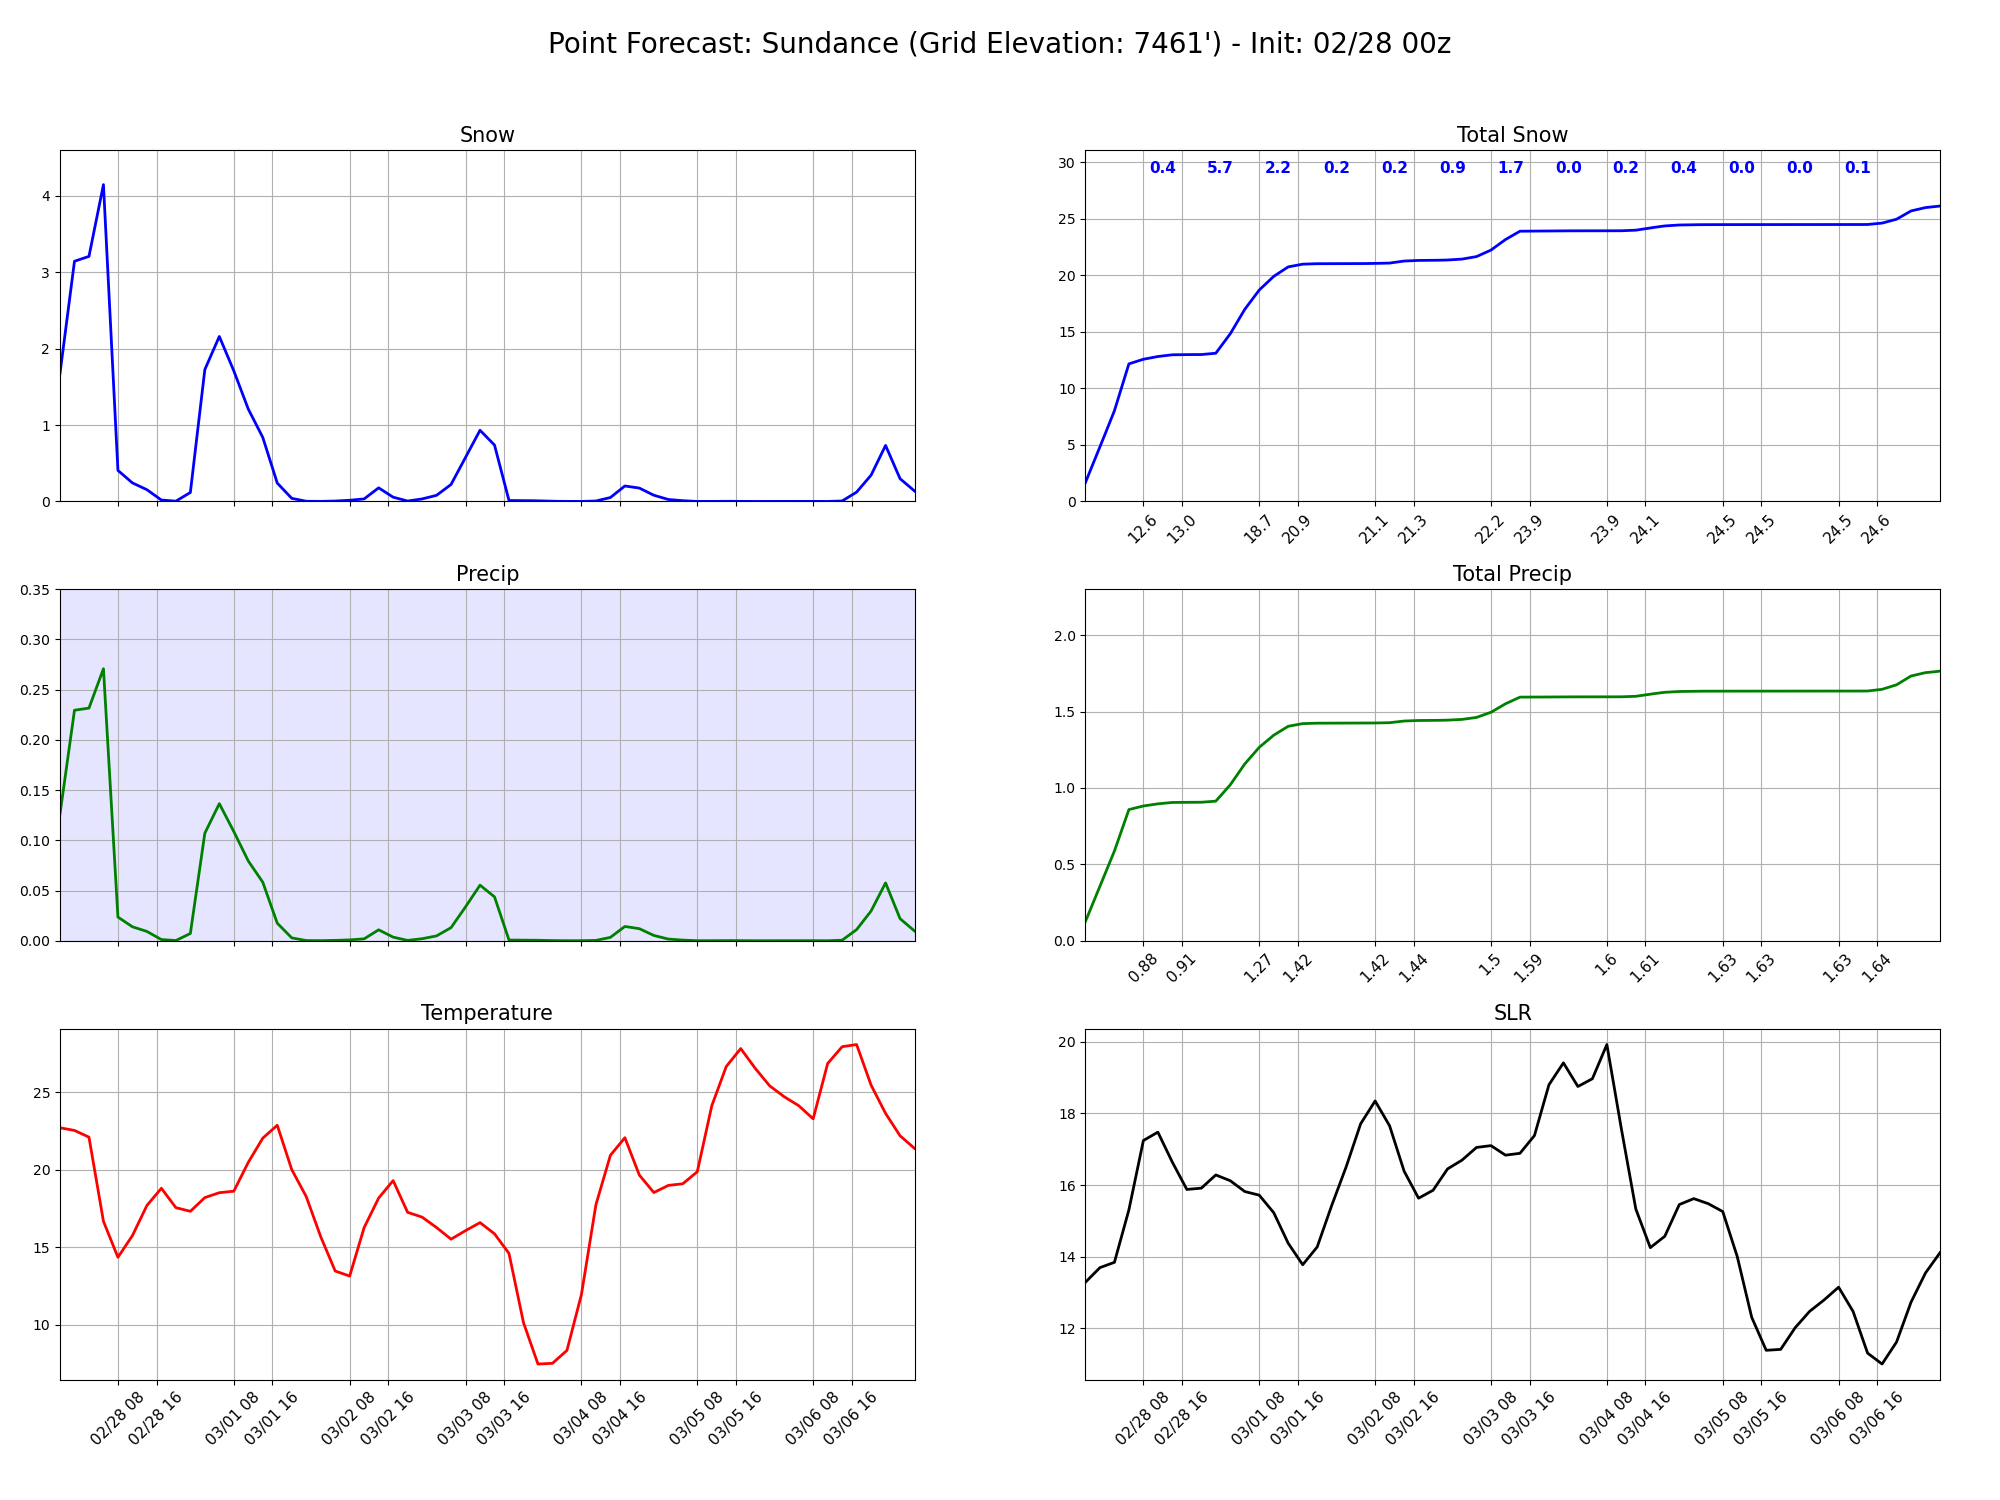 Point Forecast: Sundance (Grid Elevation: 7461') - Init: 02/28 00z
Snow
4
3
2
1
0
Total Snow
0.4 5.7 2.2 0.2 0.2 0.9 1.7 0.0 0.2 0.4 0.0 0.0 0.1
30
25
20
15
10
5
0
12.6 13.0 18.7 20.9 21.1 21.3 22.2 23.9 23.9 24.1 24.5 24.5 24.5 24.6
Precip
0.35
0.30
0.25
0.20
0.15
0.10
0.05
0.00
Total Precip
2.0
1.5
1.0
0.5
0.0
0.88 0.91 1.27 1.42 1.42 1.44 1.5 1.59 1.6 1.61 1.63 1.63 1.63 1.64
Temperature
25
20
15
10
02/28 08 02/28 16 03/01 08 03/01 16 03/02 08 03/02 16 03/03 08 03/03 16 03/04 08 03/04 16 03/05 08 03/05 16 03/06 08 03/06 16
SLR
20
18
16
14
12
02/28 08 02/28 16 03/01 08 03/01 16 03/02 08 03/02 16 03/03 08 03/03 16 03/04 08 03/04 16 03/05 08 03/05 16 03/06 08 03/06 16